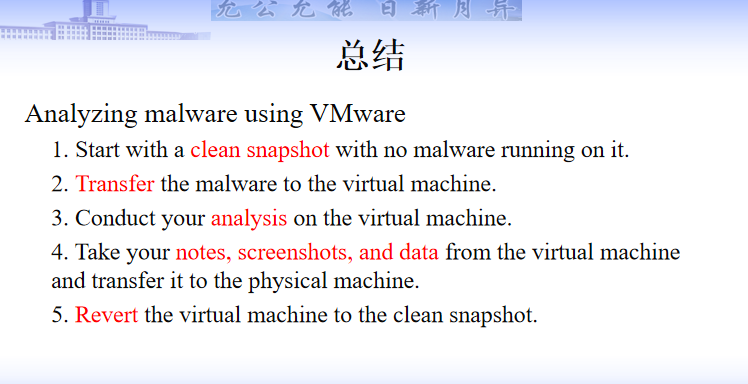 允公允能 日新月异
总结
Analyzing malware using VMware
1. Start with a clean snapshot with no malware running on it.
2. Transfer the malware to the virtual machine.
3. Conduct your analysis on the virtual machine.
4. Take your notes, screenshots, and data from the virtual machine
and transfer it to the physical machine.
5. Revert the virtual machine to the clean snapshot.